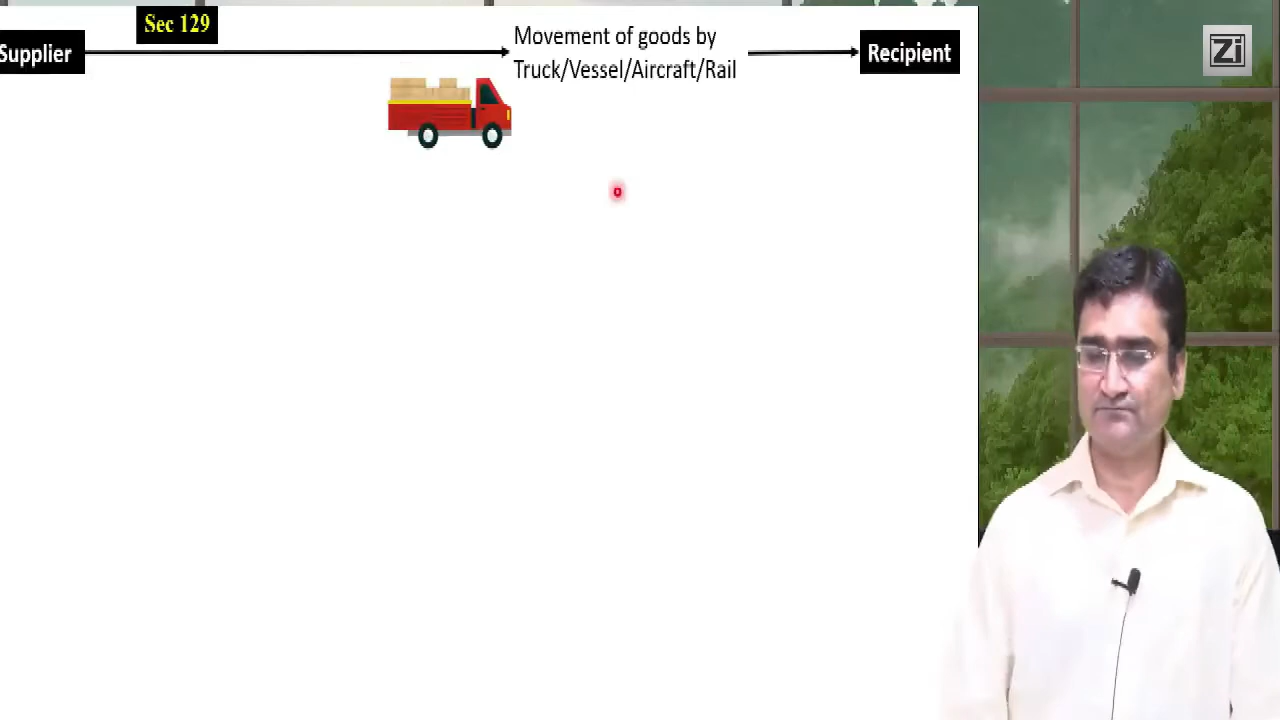 Sec 129
Supplier
Movement of goods by
Truck/Vessel/Aircraft/Rail
Recipient
Zi